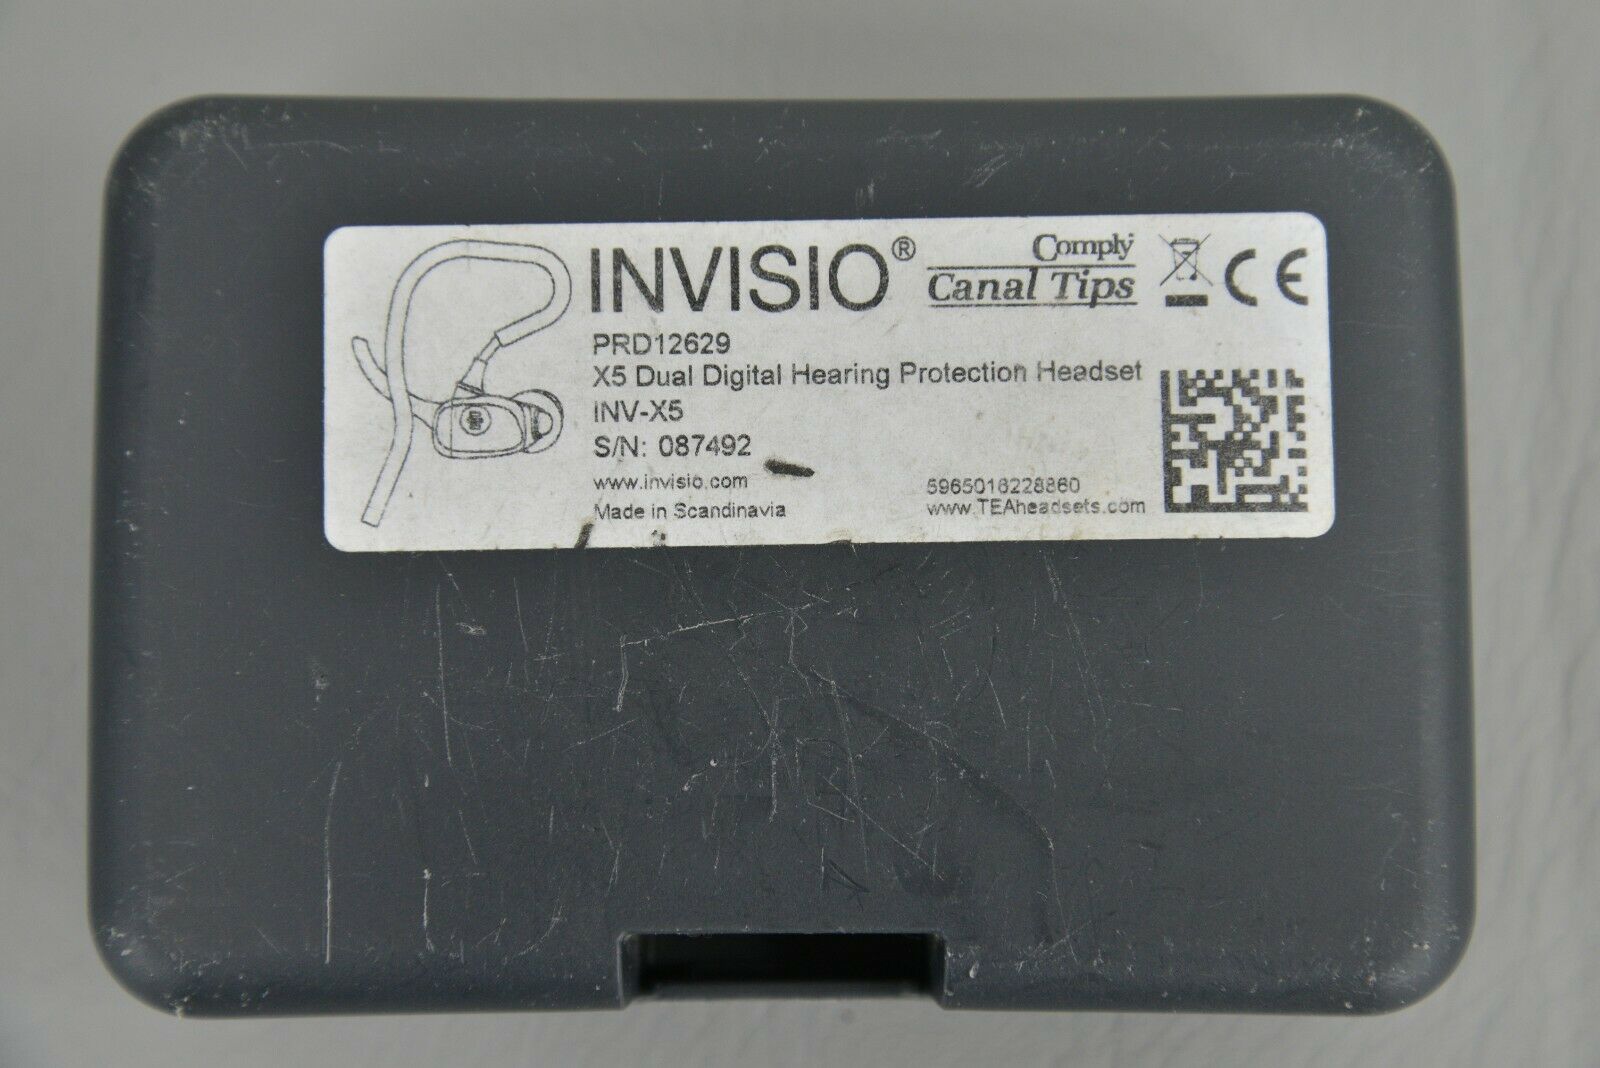 INVISIO®
Comply
Canal Tips
CE
PRD12629
X5 Dual Digital Hearing Protection Headset
INV-X5
S/N: 087492
www.invisio.com
Made in Scandinavia
5965016228860
www.TEAheadsets.com